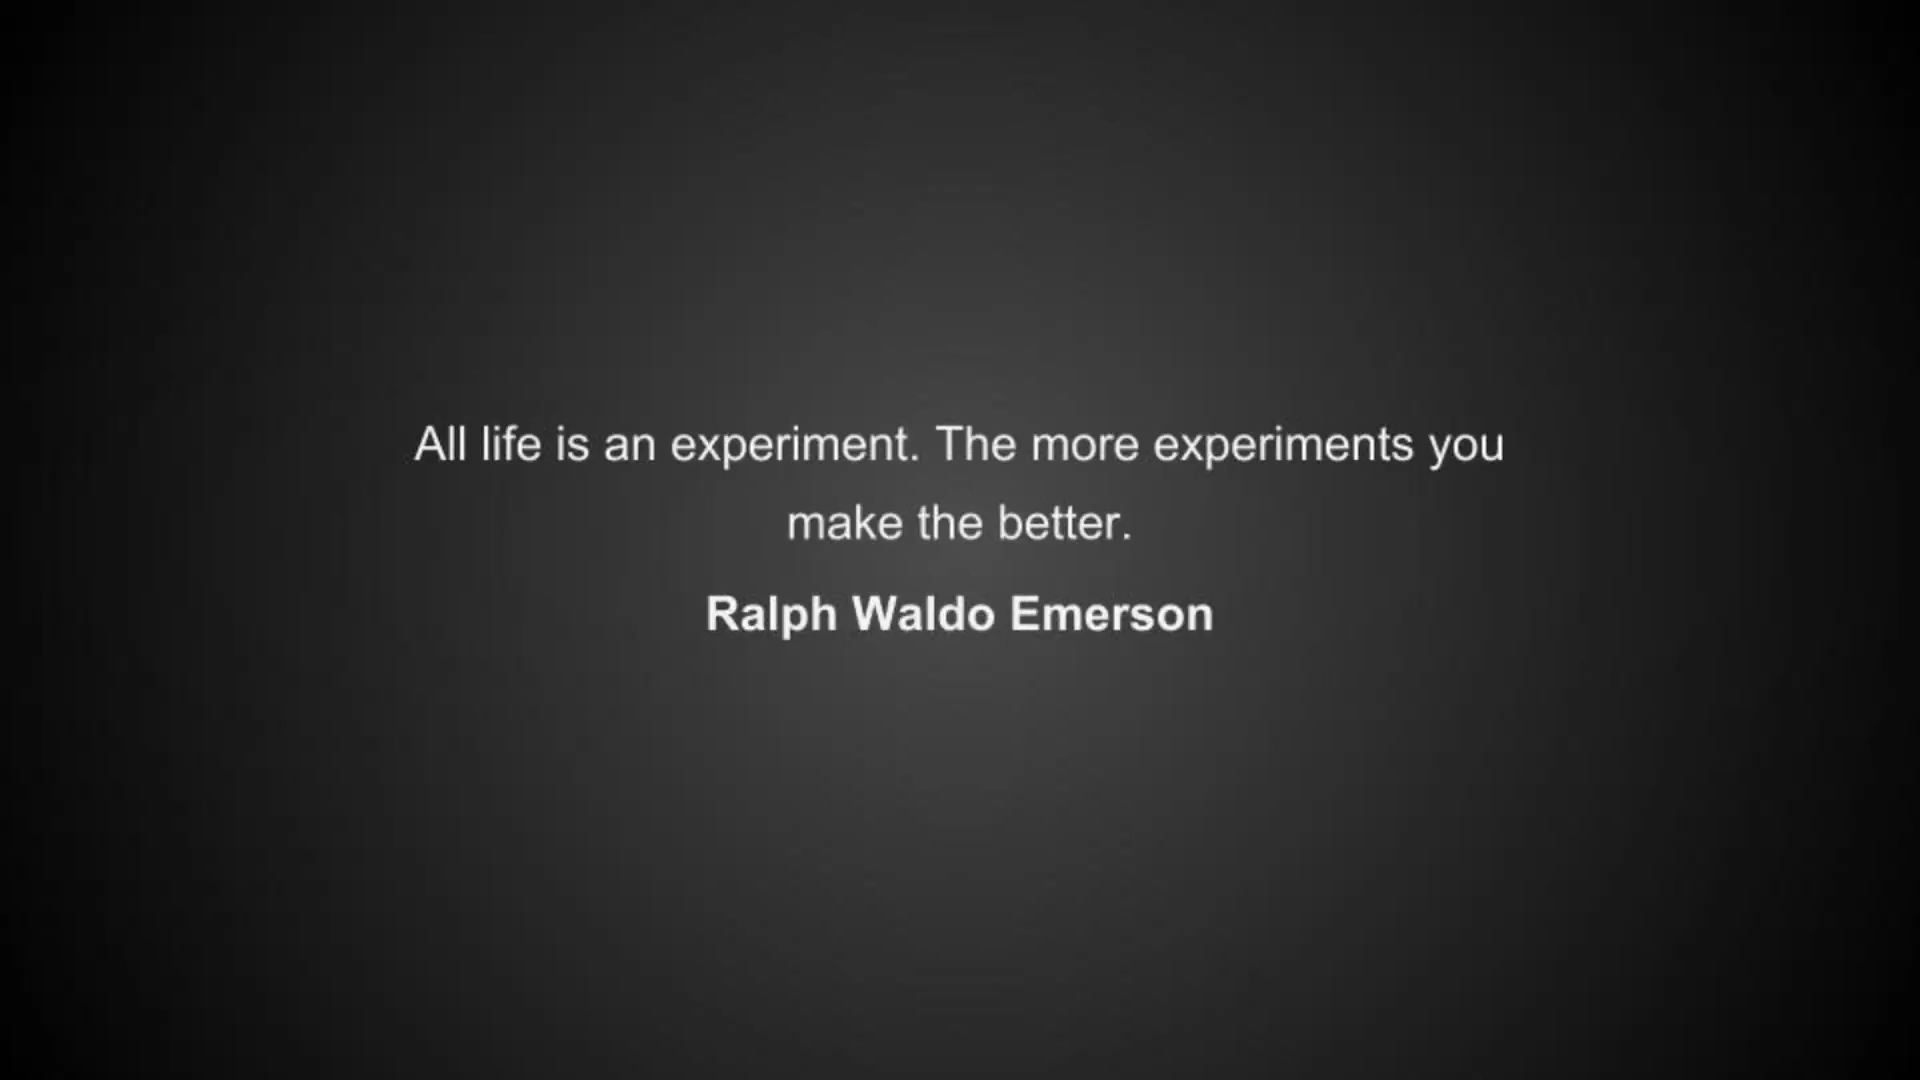 All life is an experiment. The more experiments you
make the better.
Ralph Waldo Emerson